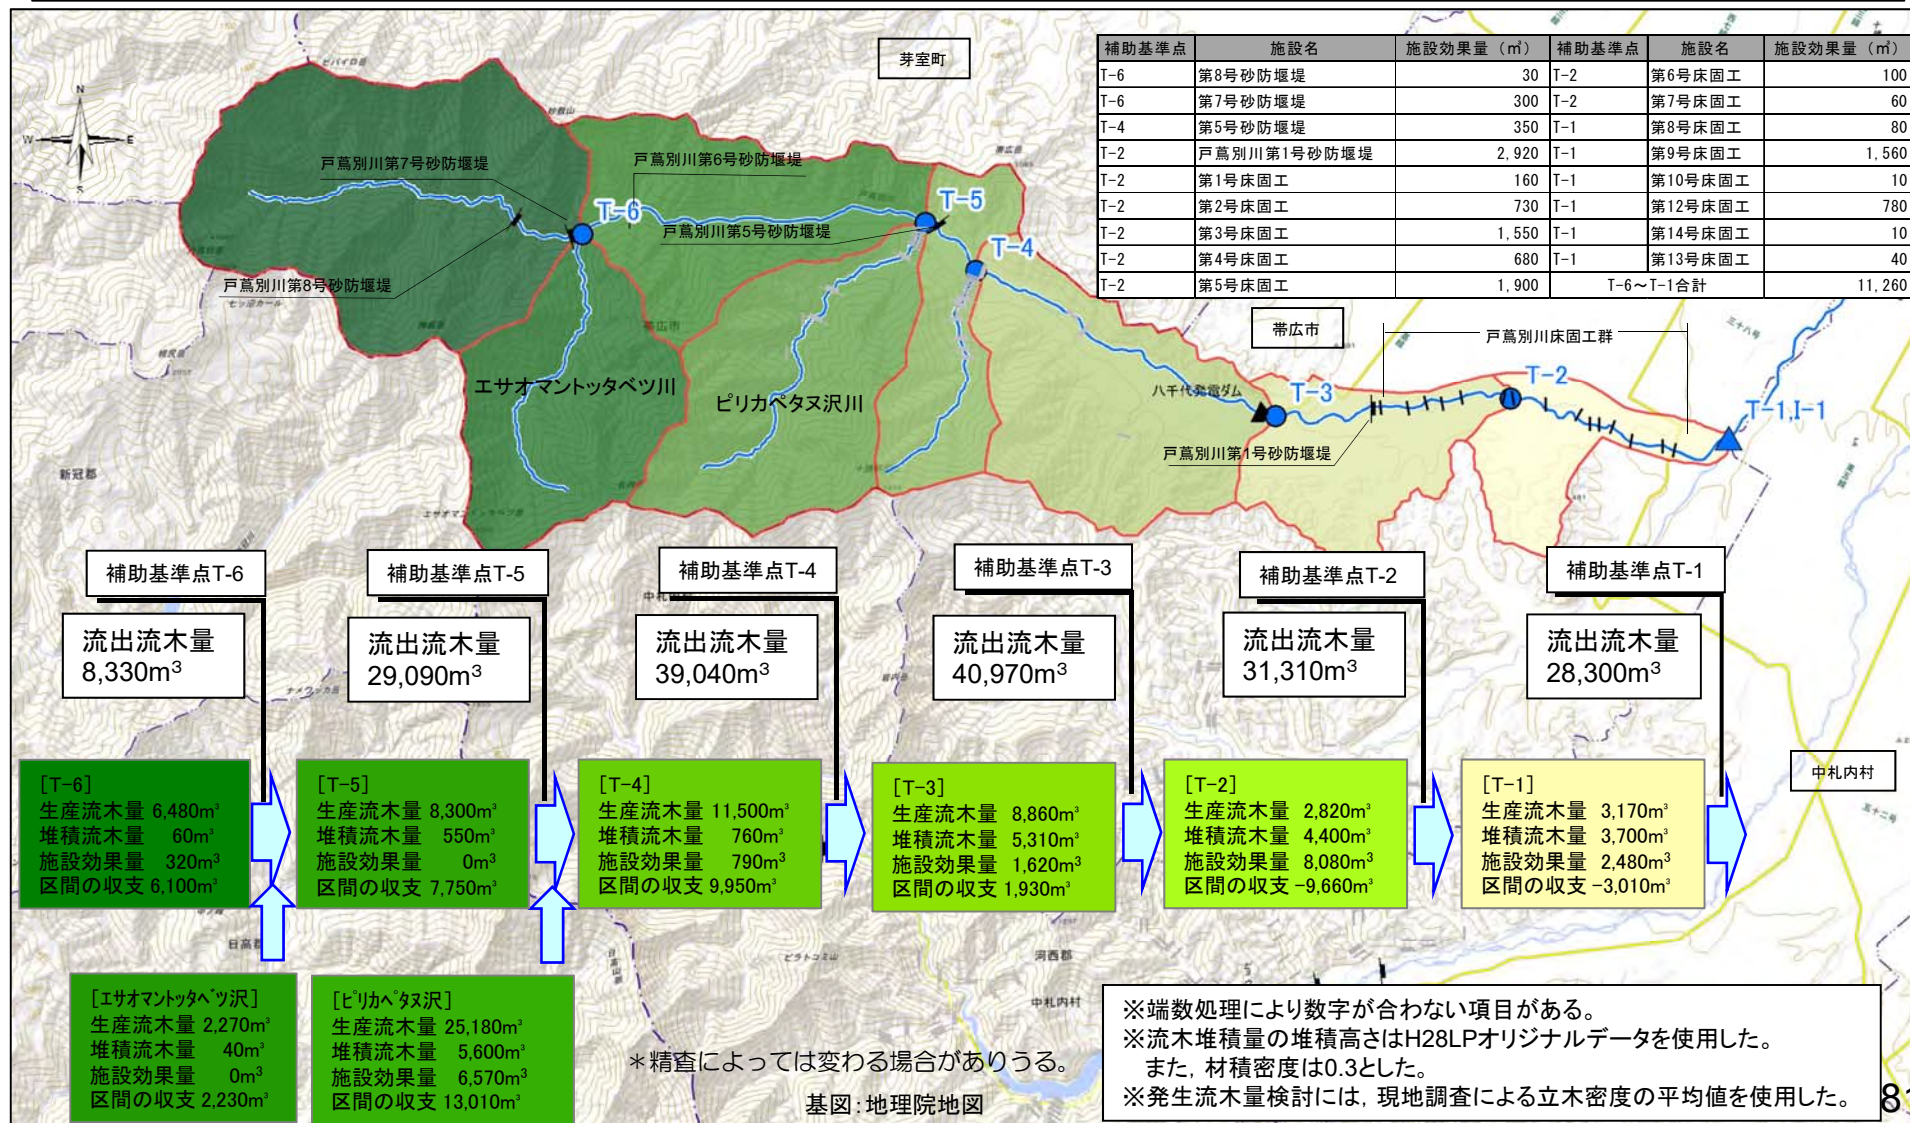 芽室町
補助基準点 施設名 施設効果量（㎥） 補助基準点 施設名 施設効果量（㎥）
T-6 第8号砂防堰堤 30 T-2 第6号床固工 100
T-6 第7号砂防堰堤 300 T-2 第7号床固工 60
T-4 第5号砂防堰堤 350 T-1 第8号床固工 80
T-2 戸蔦別川第1号砂防堰堤 2,920 T-1 第9号床固工 1,560
T-2 第1号床固工 160 T-1 第10号床固工 10
T-2 第2号床固工 730 T-1 第12号床固工 780
T-2 第3号床固工 1,550 T-1 第14号床固工 10
T-2 第4号床固工 680 T-1 第13号床固工 40
T-2 第5号床固工 1,900 T-6～T-1合計 11,260
N
W E
S
戸蔦別川第7号砂防堰堤
戸蔦別川第6号砂防堰堤
T-6
T-5
戸蔦別川第5号砂防堰堤
T-4
戸蔦別川第8号砂防堰堤
帯広市
帯広市
戸蔦別川床固工群
エサオマントッタベツ川
ピリカペタヌ沢川
八千代発電ダム
T-3
T-2
T-1,I-1
戸蔦別川第1号砂防堰堤
新冠郡
補助基準点T-6
流出流木量
8,330m³
補助基準点T-5
流出流木量
29,090m³
補助基準点T-4
流出流木量
39,040m³
補助基準点T-3
流出流木量
40,970m³
補助基準点T-2
流出流木量
31,310m³
補助基準点T-1
流出流木量
28,300m³
中札内村
[T-6]
生産流木量 6,480m³
堆積流木量 60m³
施設効果量 320m³
区間の収支 6,100m³
[T-5]
生産流木量 8,300m³
堆積流木量 550m³
施設効果量 0m³
区間の収支 7,750m³
[T-4]
生産流木量 11,500m³
堆積流木量 760m³
施設効果量 790m³
区間の収支 9,950m³
[T-3]
生産流木量 8,860m³
堆積流木量 5,310m³
施設効果量 1,620m³
区間の収支 1,930m³
[T-2]
生産流木量 2,820m³
堆積流木量 4,400m³
施設効果量 8,080m³
区間の収支 -9,660m³
[T-1]
生産流木量 3,170m³
堆積流木量 3,700m³
施設効果量 2,480m³
区間の収支 -3,010m³
日高郡
河西郡
中札内村
[エサオマントッタベツ沢]
生産流木量 2,270m³
堆積流木量 40m³
施設効果量 0m³
区間の収支 2,230m³
[ピリカペタヌ沢]
生産流木量 25,180m³
堆積流木量 5,600m³
施設効果量 6,570m³
区間の収支 13,010m³
＊精査によっては変わる場合がありうる。
基図：地理院地図
※端数処理により数字が合わない項目がある。
※流木堆積量の堆積高さはH28LPオリジナルデータを使用した。
また，材積密度は0.3とした。
※発生流木量検討には，現地調査による立木密度の平均値を使用した。